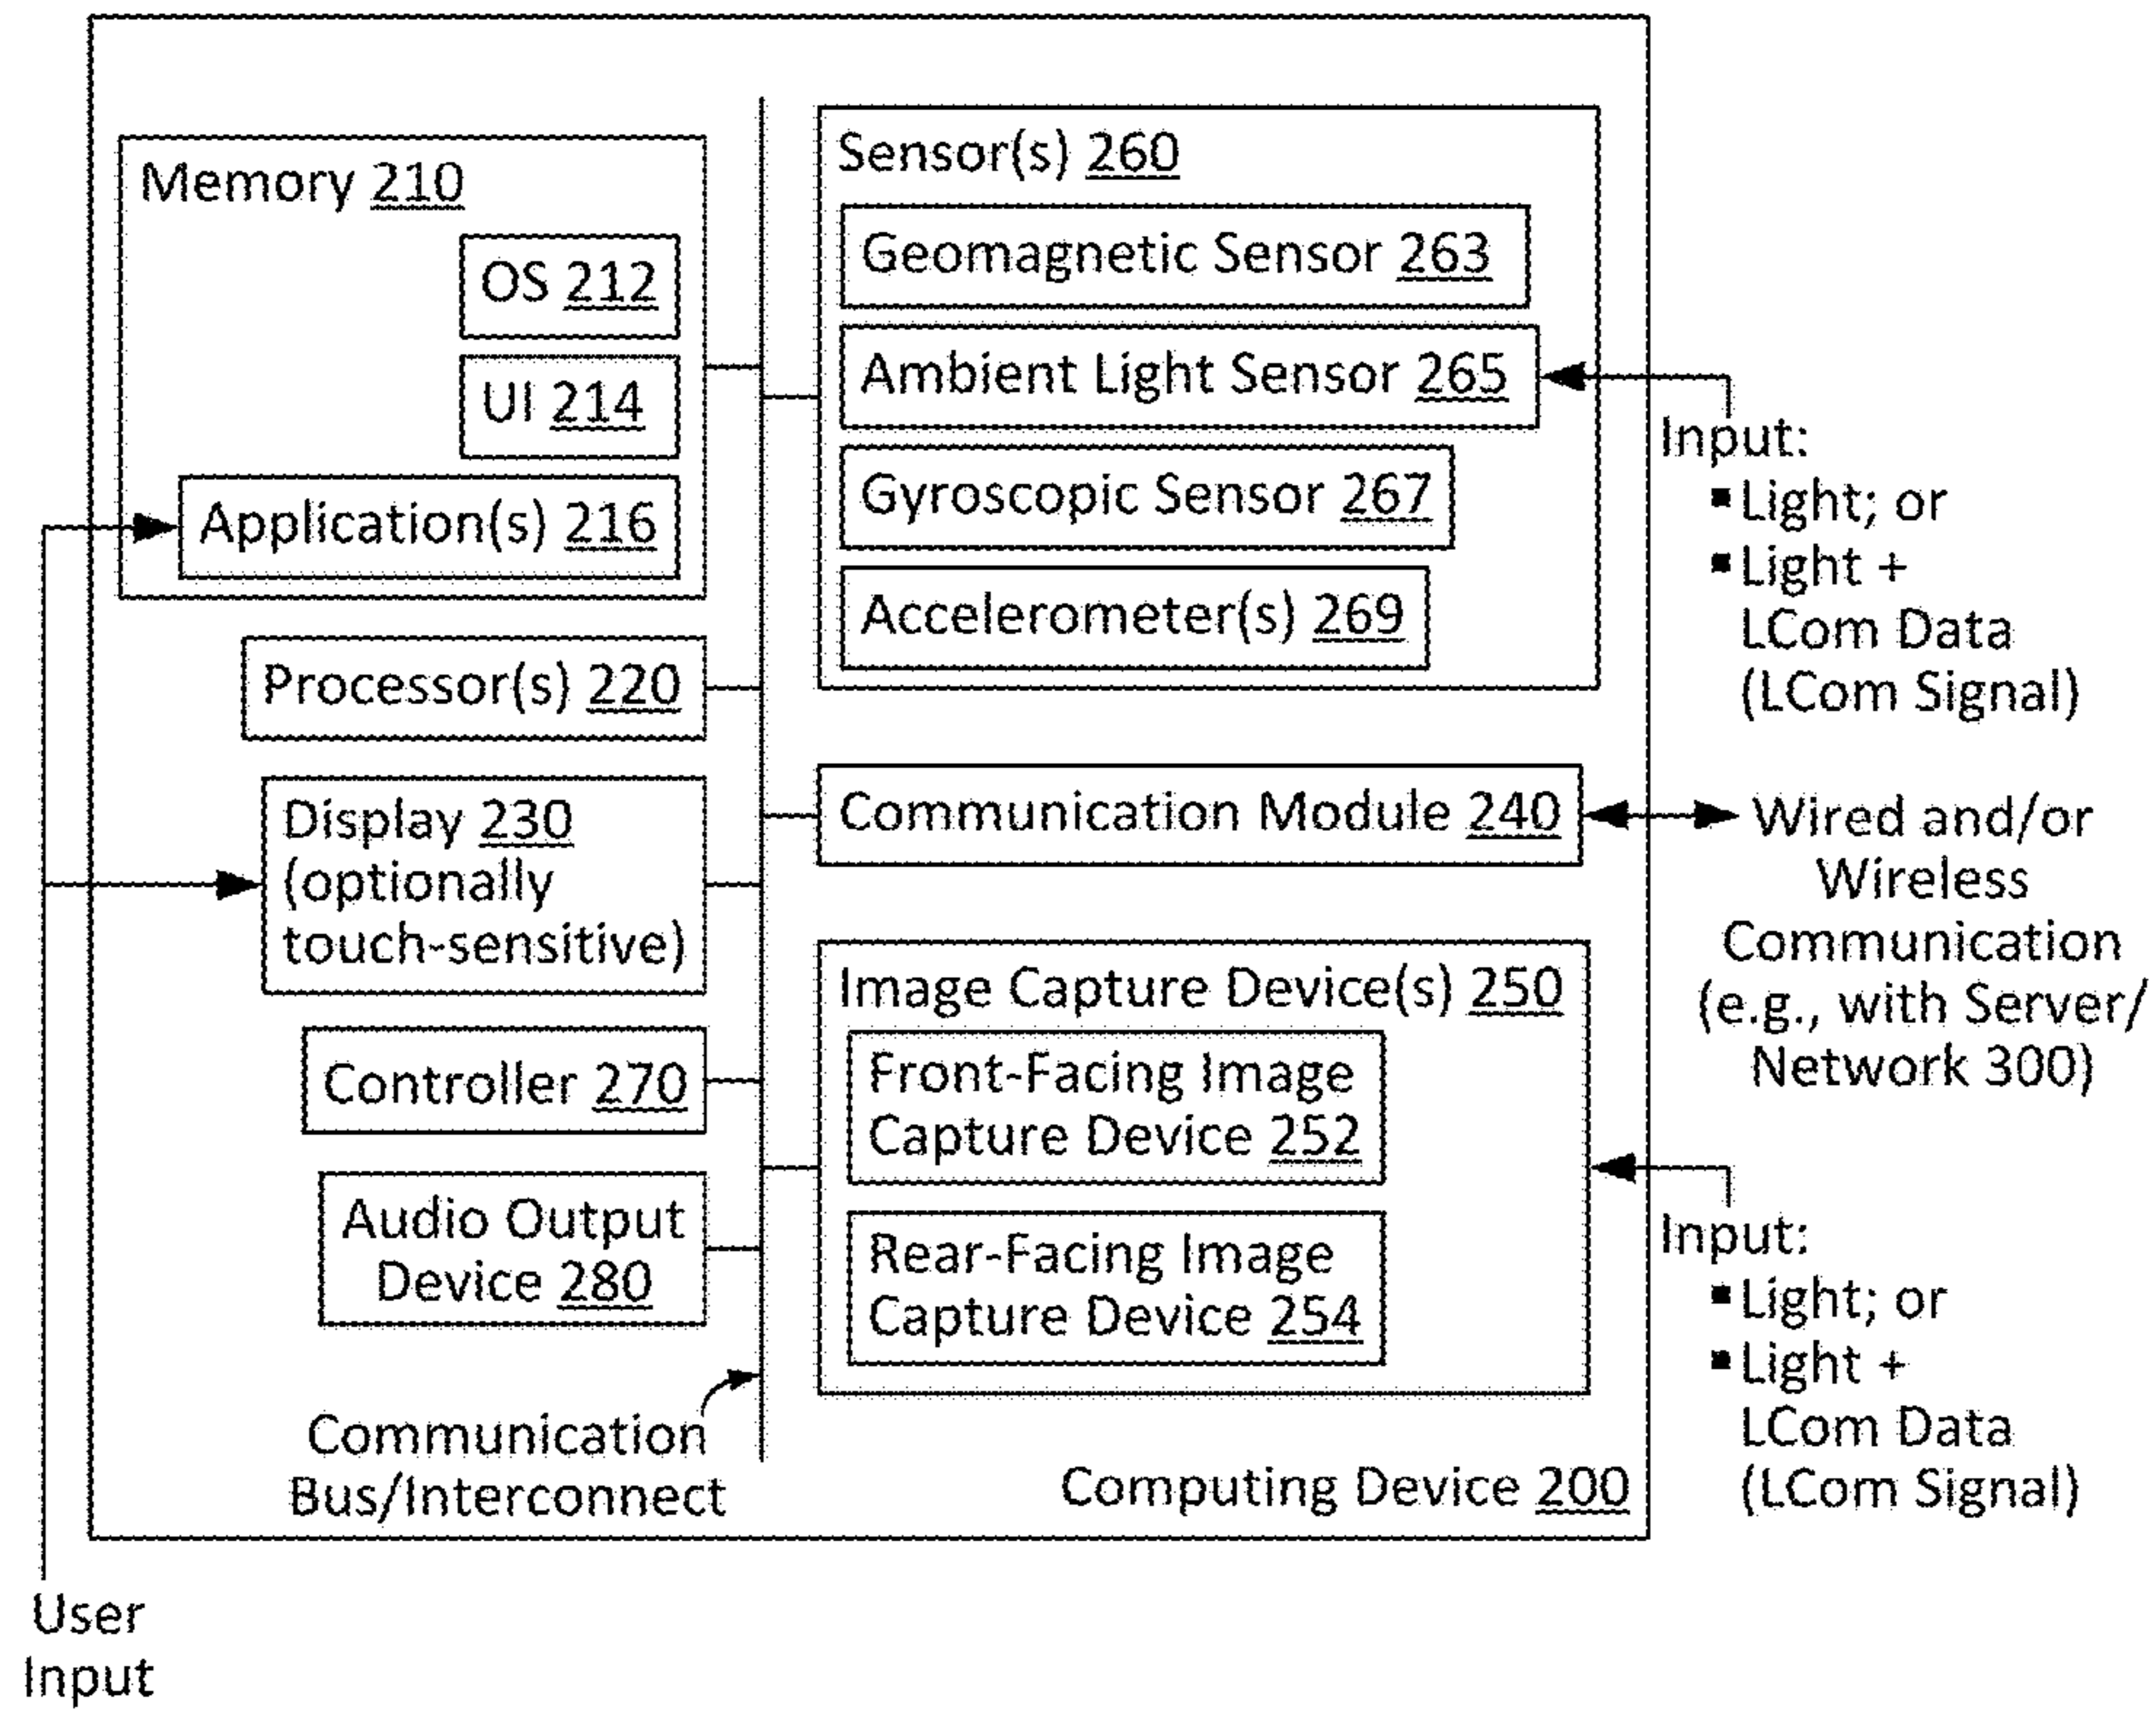 Memory 210
OS 212
UI 214
Application(s) 216
Processor(s) 220
Display 230
(optionally
touch-sensitive)
Controller 270
Audio Output
Device 280
Communication
Bus/Interconnect
Sensor(s) 260
Geomagnetic Sensor 263
Ambient Light Sensor 265
Gyroscopic Sensor 267
Accelerometer(s) 269
Communication Module 240
Image Capture Device(s) 250
Front-Facing Image
Capture Device 252
Rear-Facing Image
Capture Device 254
Computing Device 200
Input:
▪ Light; or
▪ Light +
LCom Data
(LCom Signal)
Wired and/or
Wireless
Communication
(e.g., with Server/
Network 300)
Input:
▪ Light; or
▪ Light +
LCom Data
(LCom Signal)
User
Input